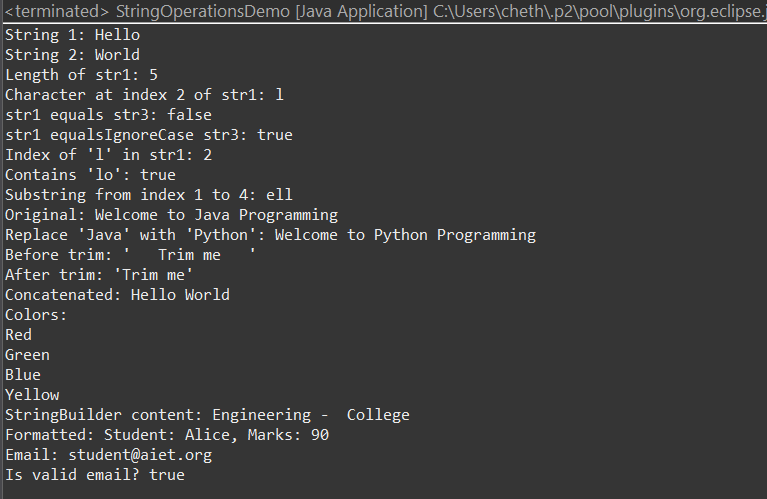 <terminated> StringOperationsDemo [Java Application] C:\Users\cheth\.p2\pool\plugins\org.eclipse.j
String 1: Hello
String 2: World
Length of str1: 5
Character at index 2 of str1: l
str1 equals str3: false
str1 equalsIgnoreCase str3: true
Index of 'l' in str1: 2
Contains 'lo': true
Substring from index 1 to 4: ell
Original: Welcome to Java Programming
Replace 'Java' with 'Python': Welcome to Python Programming
Before trim: '   Trim me   '
After trim: 'Trim me'
Concatenated: Hello World
Colors:
Red
Green
Blue
Yellow
StringBuilder content: Engineering -  College
Formatted: Student: Alice, Marks: 90
Email: student@aiet.org
Is valid email? true